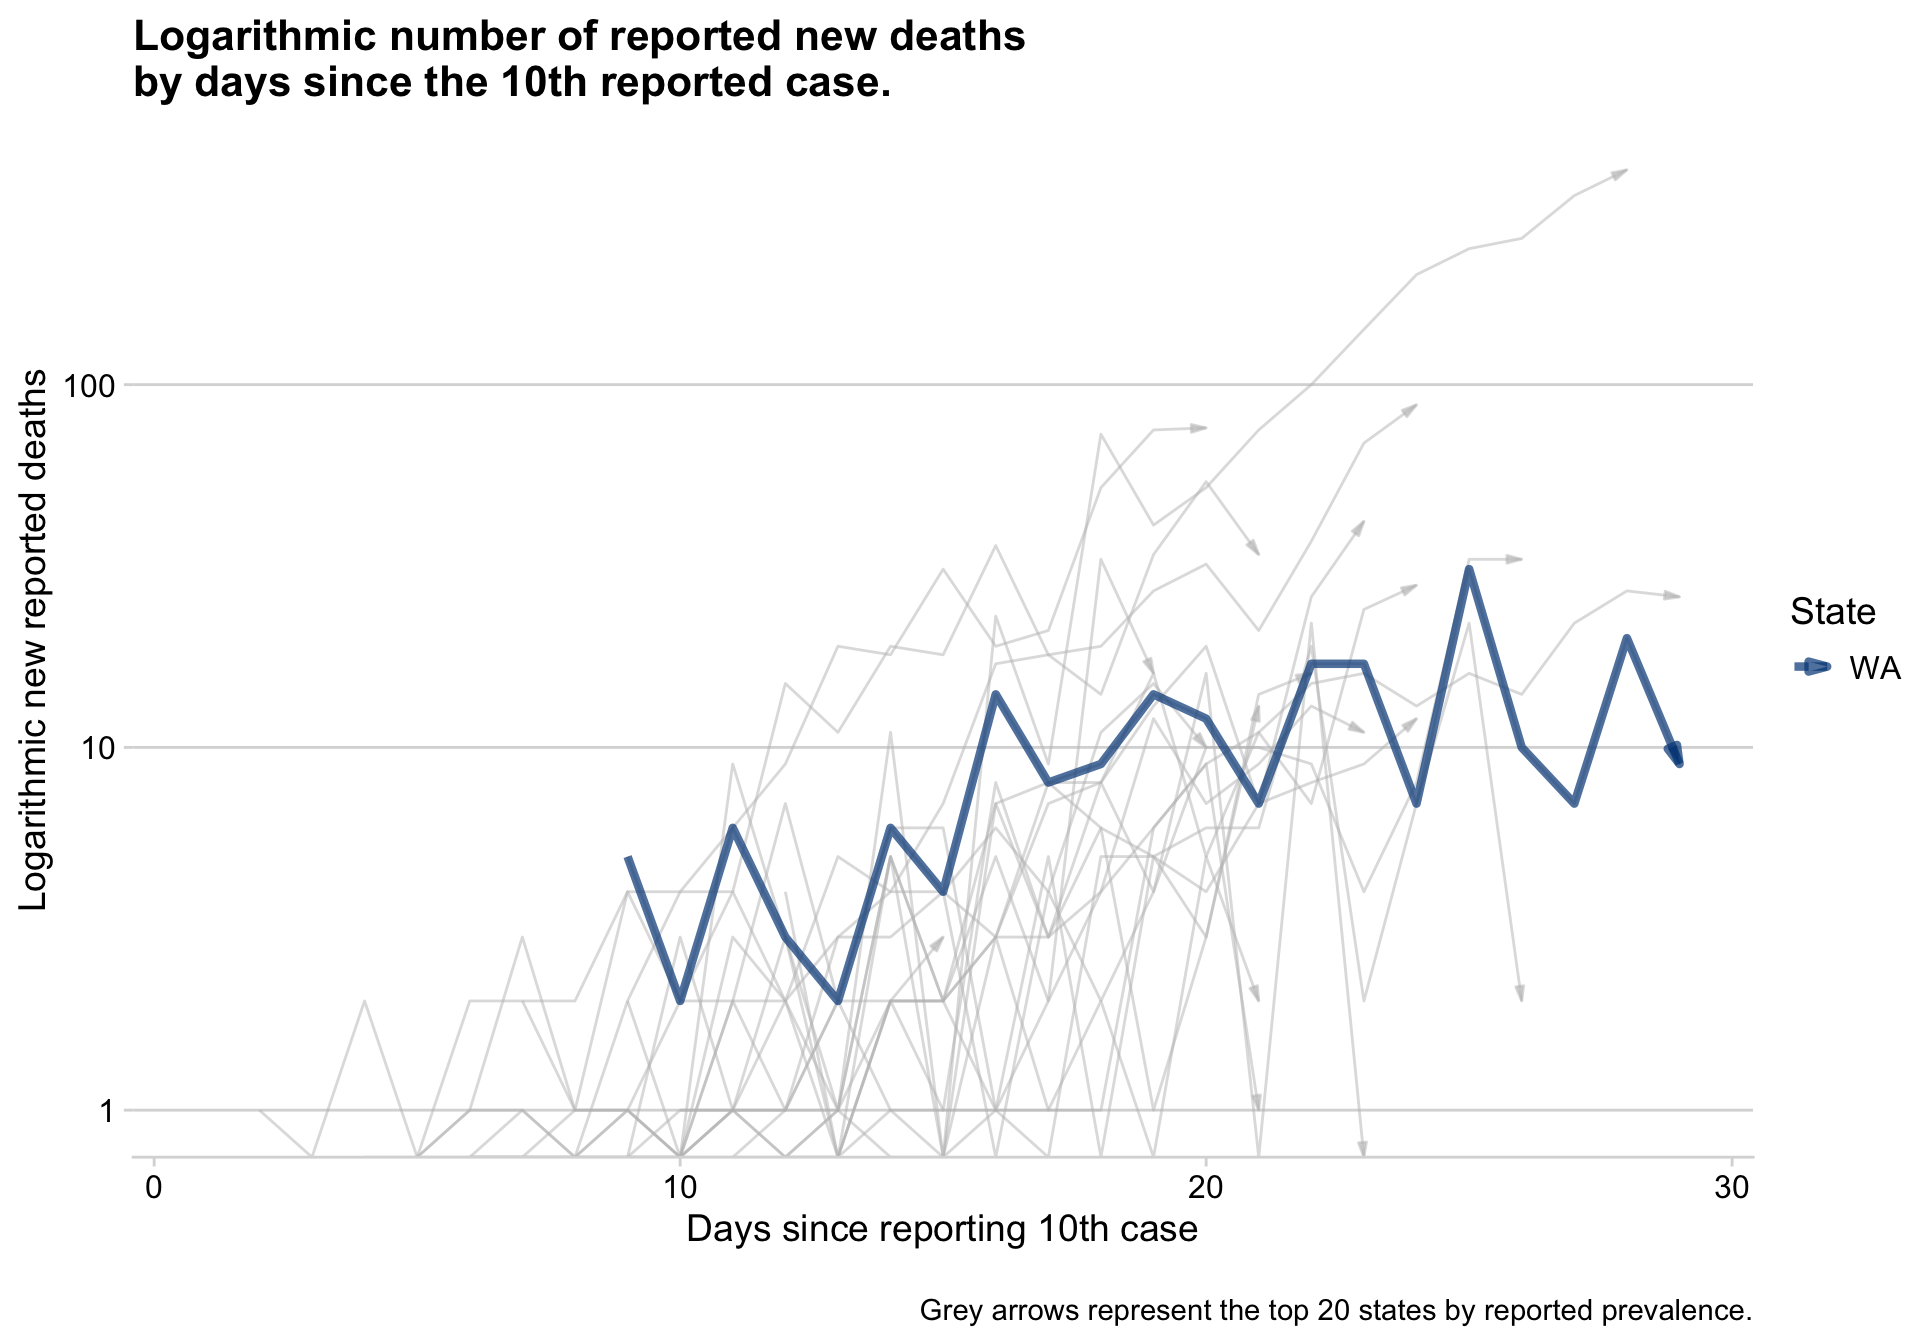 Logarithmic number of reported new deaths
by days since the 10th reported case.
Logarithmic new reported deaths
100
10
1
0
10
20
30
Days since reporting 10th case
State
WA
Grey arrows represent the top 20 states by reported prevalence.